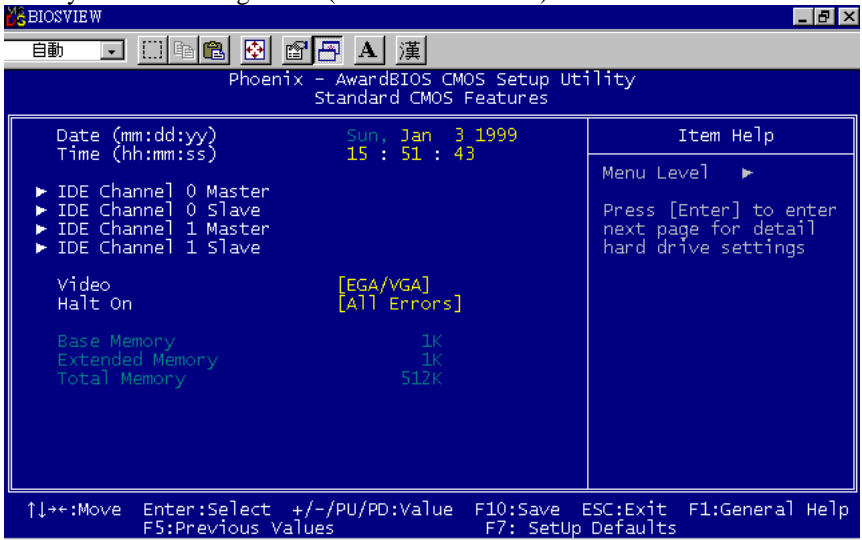 BIOSVIEW
自動 A 漢
Phoenix – AwardBIOS CMOS Setup Utility
Standard CMOS Features
Date (mm:dd:yy) Sun, Jan 3 1999
Time (hh:mm:ss) 15 : 51 : 43
► IDE Channel 0 Master
► IDE Channel 0 Slave
► IDE Channel 1 Master
► IDE Channel 1 Slave
Video [EGA/VGA]
Halt On [All Errors]
Base Memory 1K
Extended Memory 1K
Total Memory 512K
Item Help
Menu Level ►
Press [Enter] to enter
next page for detail
hard drive settings
↑↓→←:Move Enter:Select +/-/PU/PD:Value F10:Save ESC:Exit F1:General Help
F5:Previous Values F7: SetUp Defaults